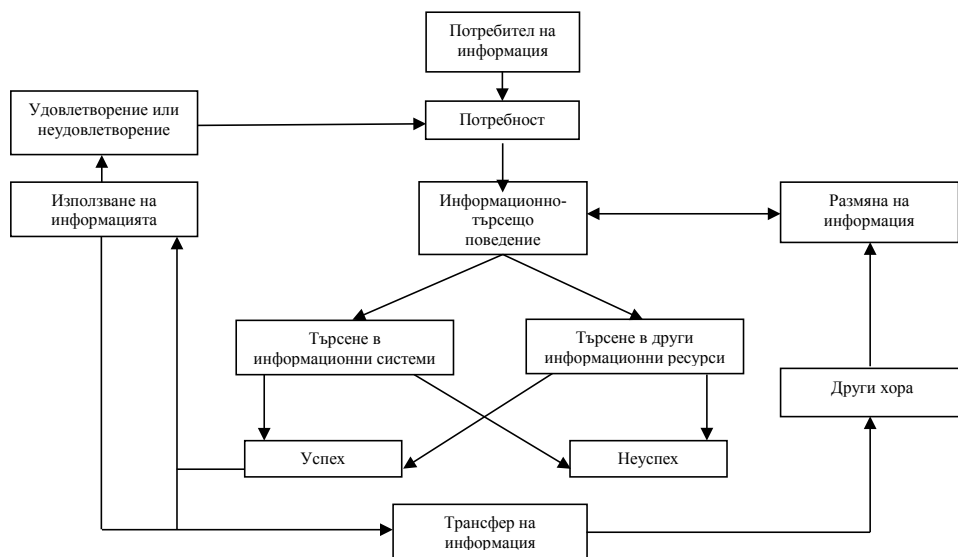 Потребител на
информация
Удовлетворение или
неудовлетворение
Потребност
Използване на
информацията
Информационно-
търсещо
поведение
Размяна на
информация
Търсене в
информационни системи
Търсене в други
информационни ресурси
Други хора
Успех
Неуспех
Трансфер на
информация